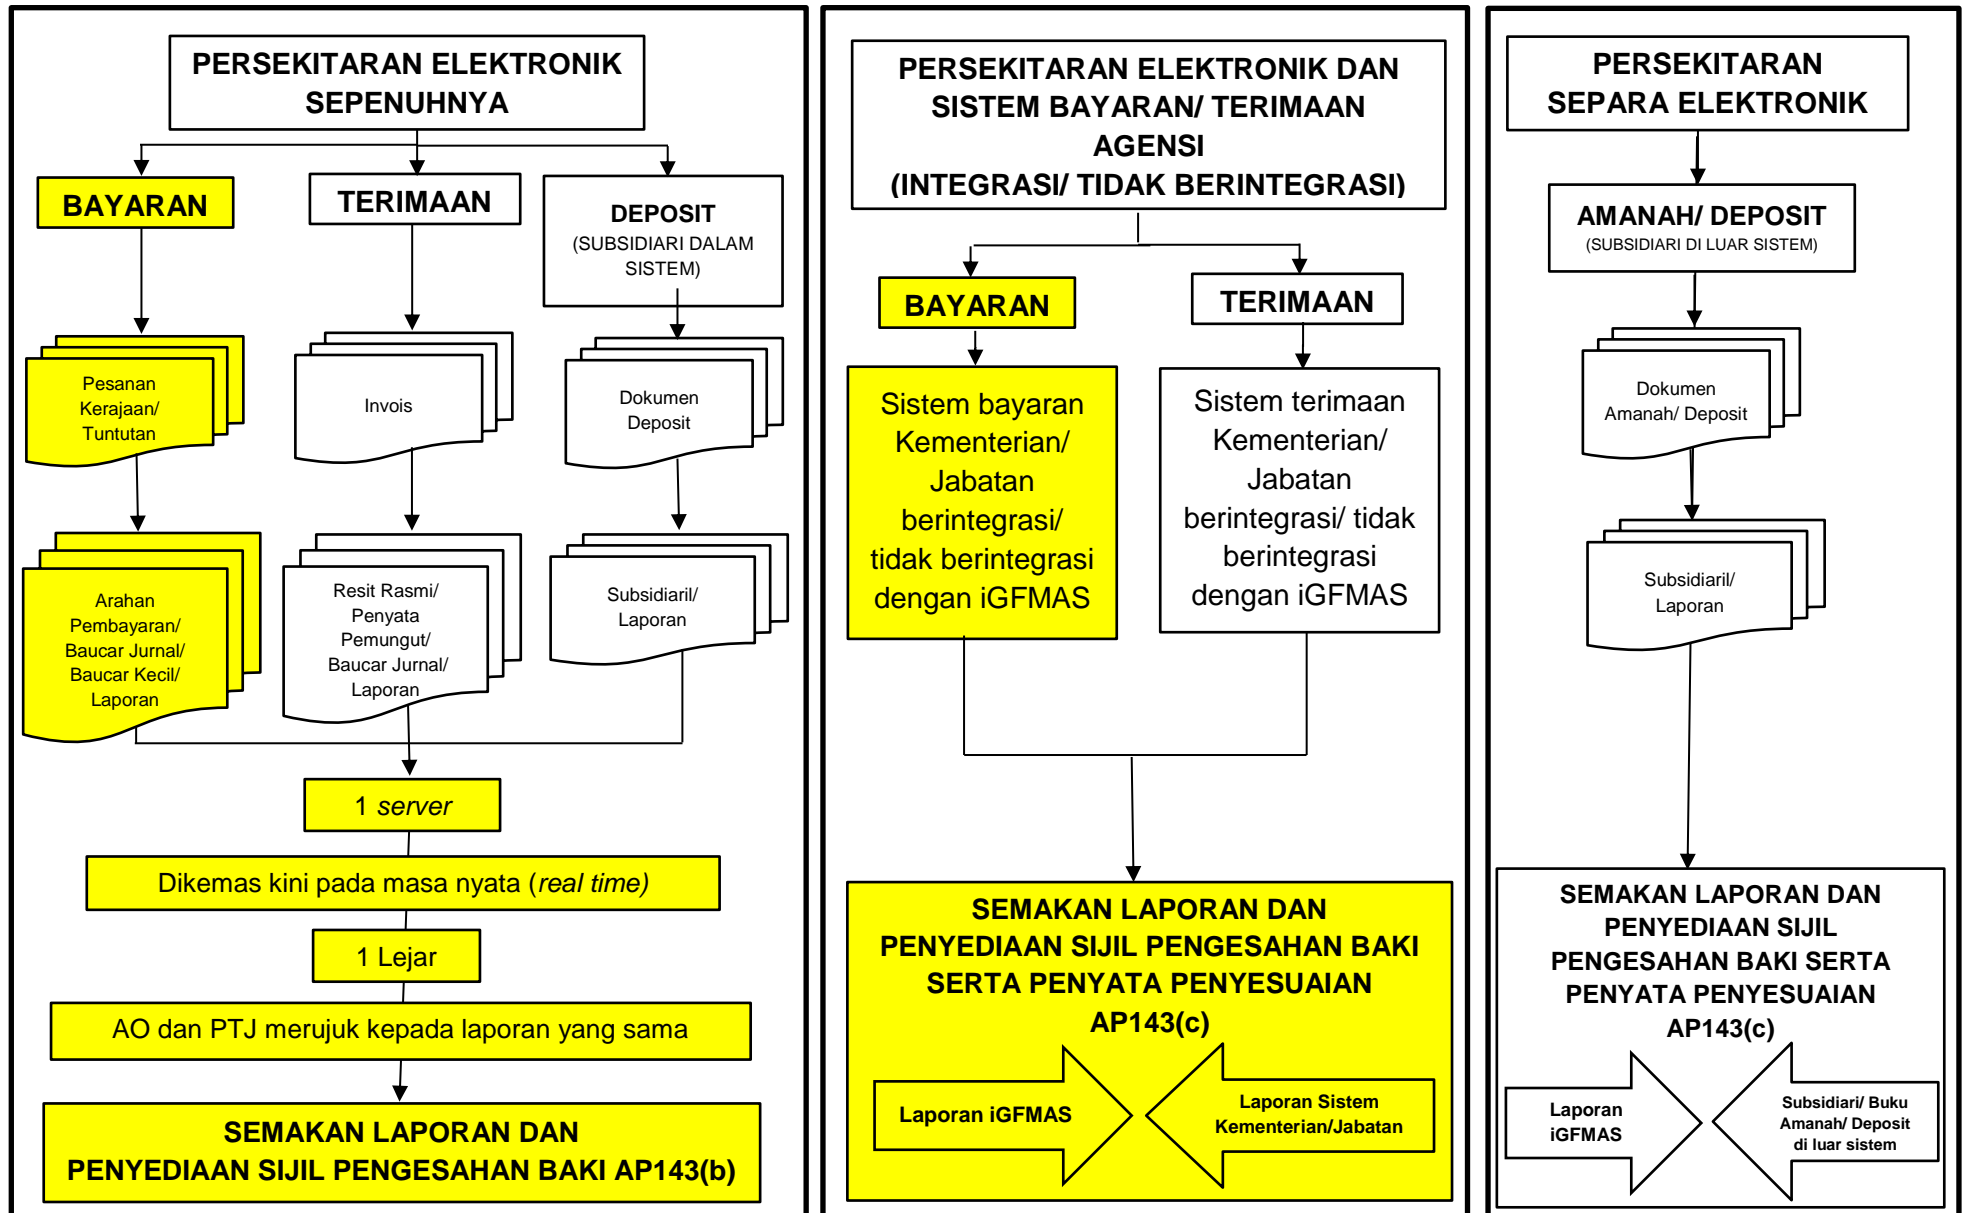 PERSEKITARAN ELEKTRONIK
SEPENUHNYA
BAYARAN
TERIMAAN
DEPOSIT
(SUBSIDIARI DALAM
SISTEM)
Pesanan
Kerajaan/
Tuntutan
Invois
Dokumen
Deposit
Arahan
Pembayaran/
Baucar Jurnal/
Baucar Kecil/
Laporan
Resit Rasmi/
Penyata
Pemungut/
Baucar Jurnal/
Laporan
Subsidiaril/
Laporan
1 server
Dikemas kini pada masa nyata (real time)
1 Lejar
AO dan PTJ merujuk kepada laporan yang sama
SEMAKAN LAPORAN DAN
PENYEDIAAN SIJIL PENGESAHAN BAKI AP143(b)
PERSEKITARAN ELEKTRONIK DAN
SISTEM BAYARAN/ TERIMAAN
AGENSI
(INTEGRASI/ TIDAK BERINTEGRASI)
BAYARAN
TERIMAAN
Sistem bayaran
Kementerian/
Jabatan
berintegrasi/
tidak berintegrasi
dengan iGFMAS
Sistem terimaan
Kementerian/
Jabatan
berintegrasi/ tidak
berintegrasi
dengan iGFMAS
SEMAKAN LAPORAN DAN
PENYEDIAAN SIJIL PENGESAHAN BAKI
SERTA PENYATA PENYESUAIAN
AP143(c)
Laporan iGFMAS
Laporan Sistem
Kementerian/Jabatan
PERSEKITARAN
SEPARA ELEKTRONIK
AMANAH/ DEPOSIT
(SUBSIDIARI DI LUAR SISTEM)
Dokumen
Amanah/ Deposit
Subsidiaril/
Laporan
SEMAKAN LAPORAN DAN
PENYEDIAAN SIJIL
PENGESAHAN BAKI SERTA
PENYATA PENYESUAIAN
AP143(c)
Laporan
iGFMAS
Subsidiari/ Buku
Amanah/ Deposit
di luar sistem